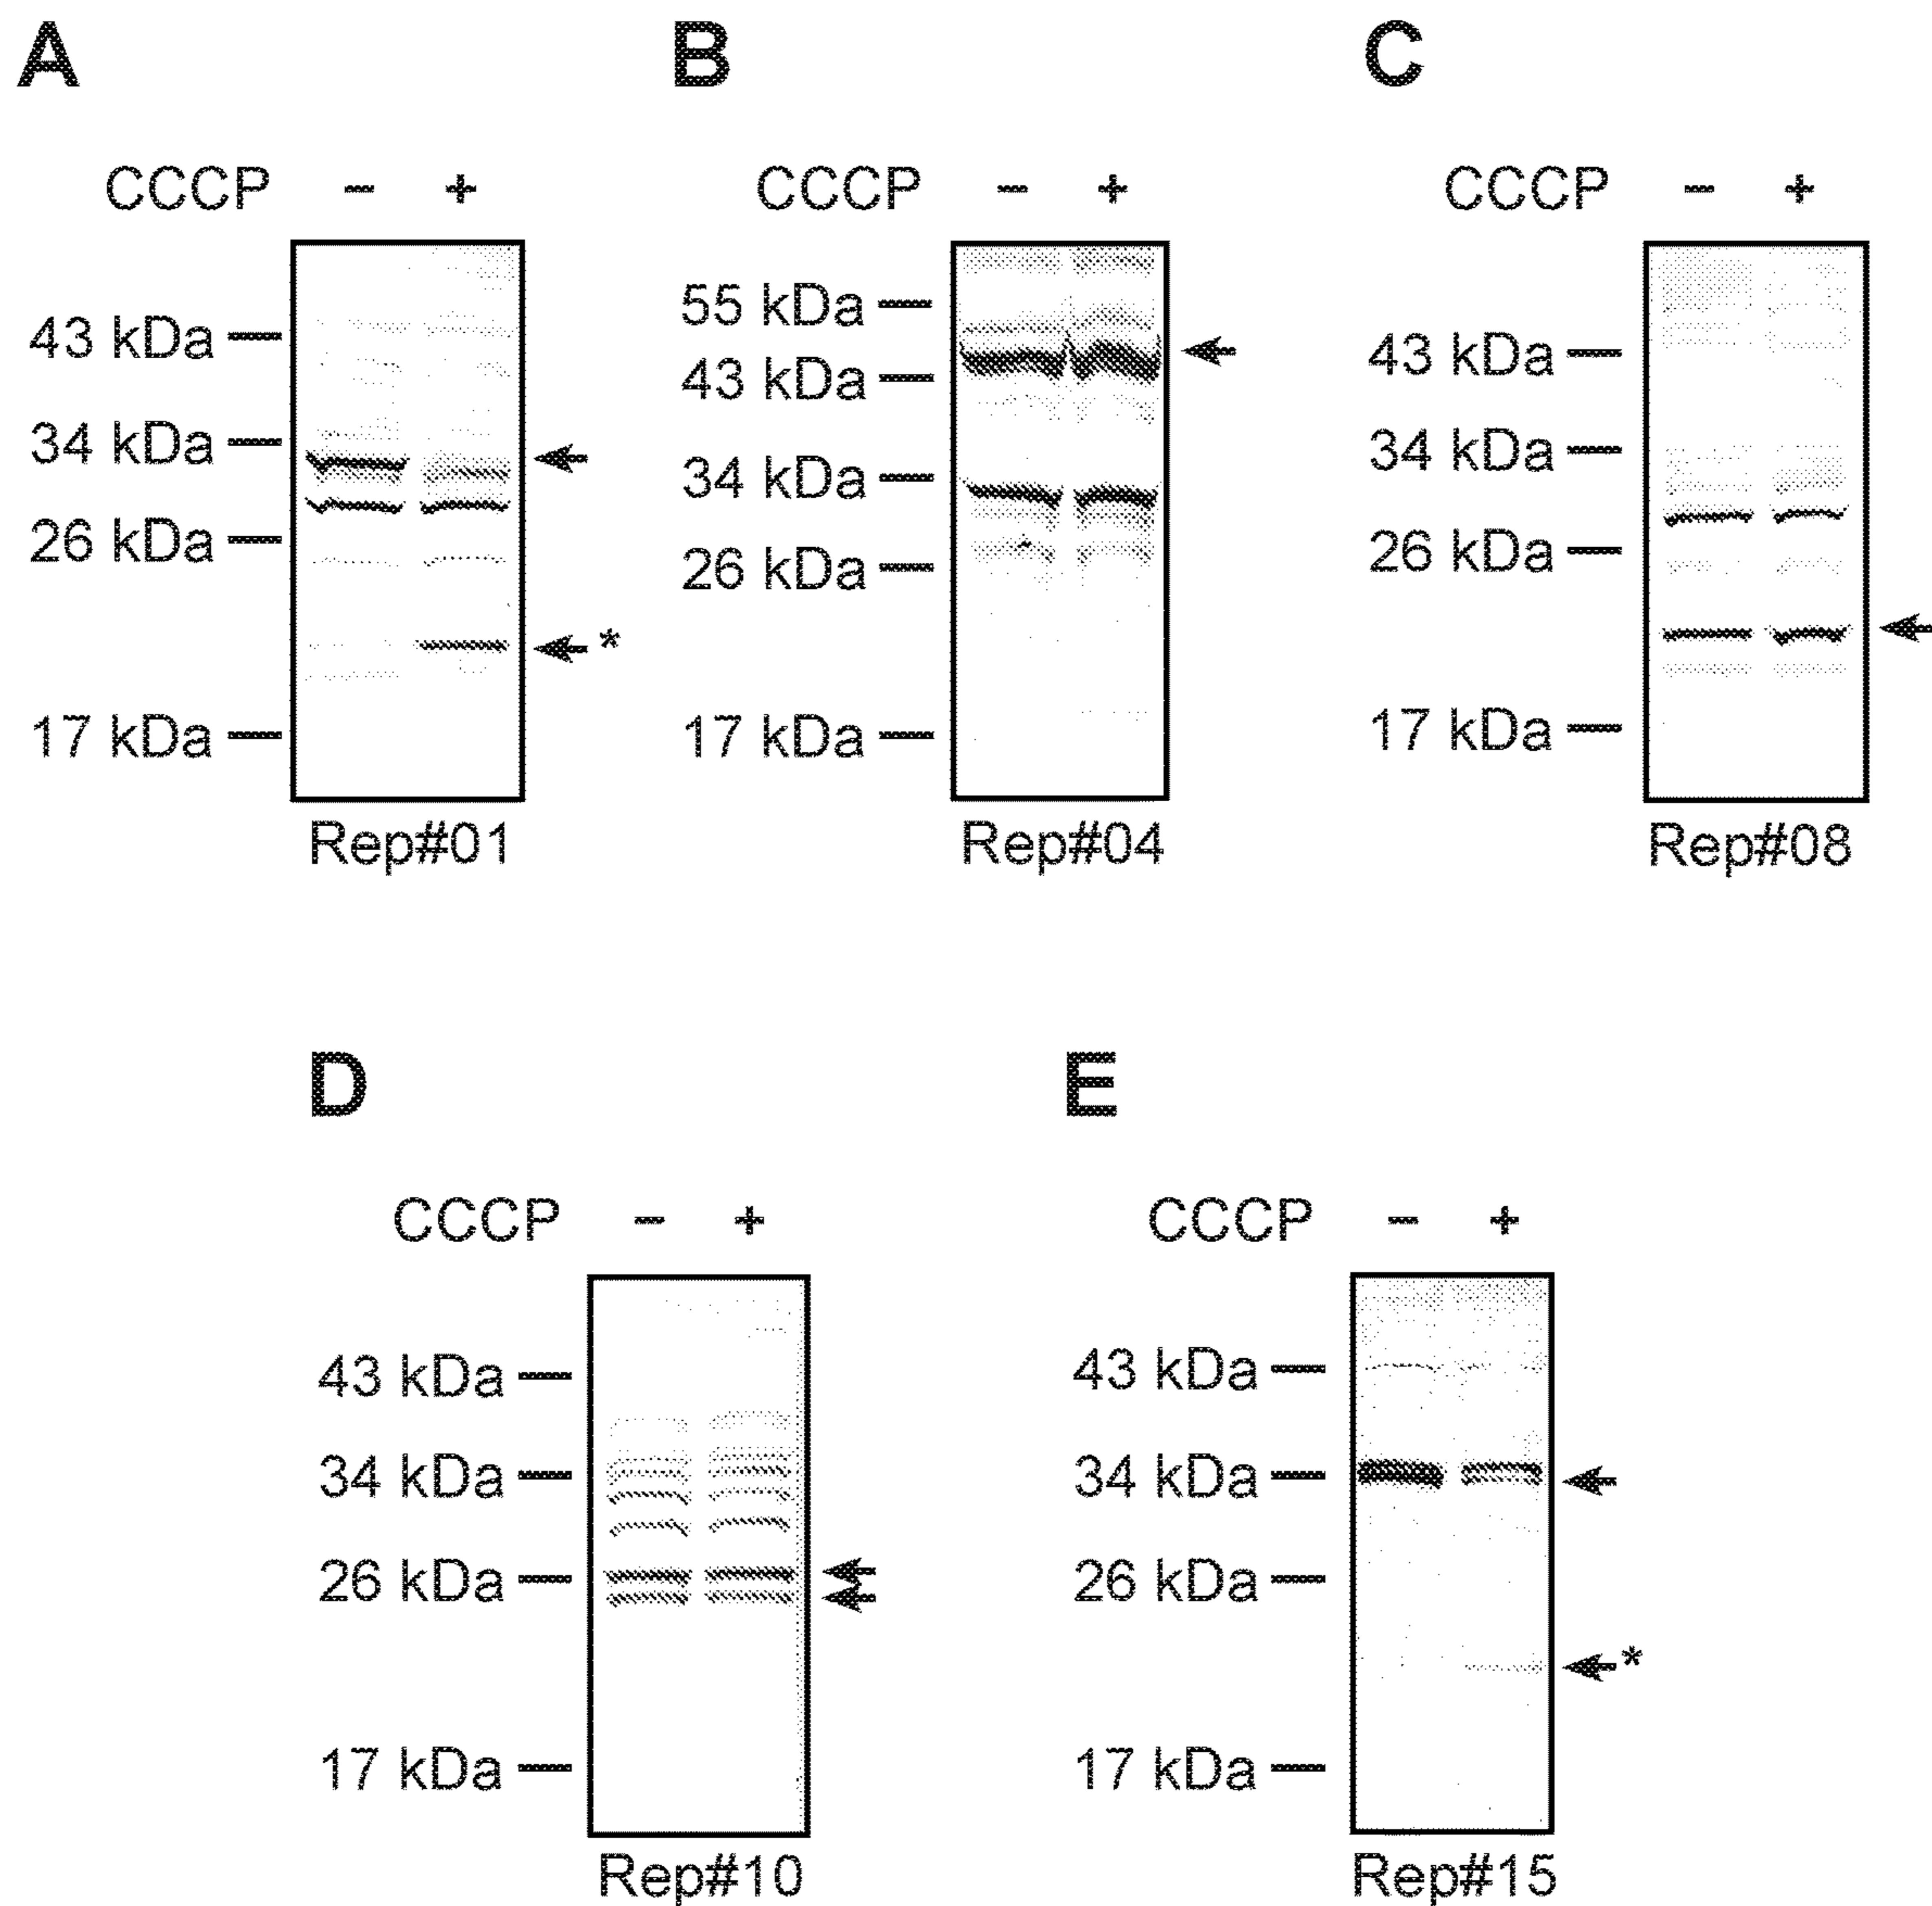 A
CCCP - +
43 kDa
34 kDa
26 kDa
*
17 kDa
Rep#01
B
CCCP - +
55 kDa
43 kDa
34 kDa
26 kDa
17 kDa
Rep#04
C
CCCP - +
43 kDa
34 kDa
26 kDa
17 kDa
Rep#08
D
CCCP - +
43 kDa
34 kDa
26 kDa
17 kDa
Rep#10
E
CCCP - +
43 kDa
34 kDa
26 kDa
*
17 kDa
Rep#15